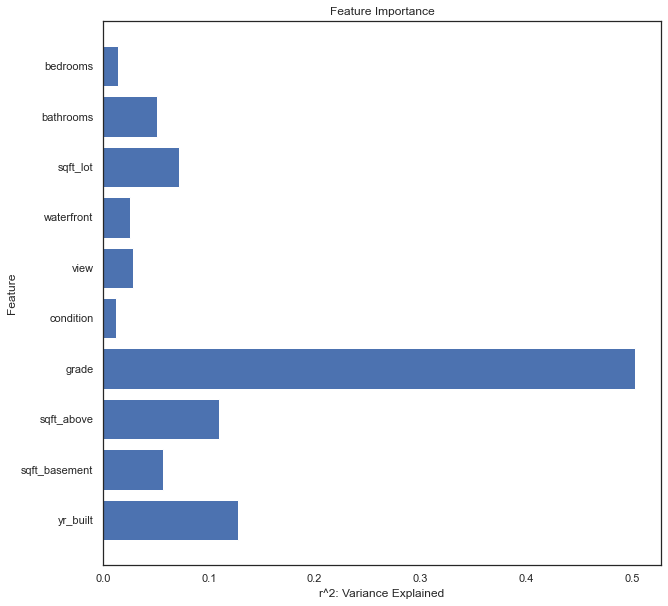 Feature Importance
Feature
bedrooms
bathrooms
sqft_lot
waterfront
view
condition
grade
sqft_above
sqft_basement
yr_built
0.0 0.1 0.2 0.3 0.4 0.5
r^2: Variance Explained